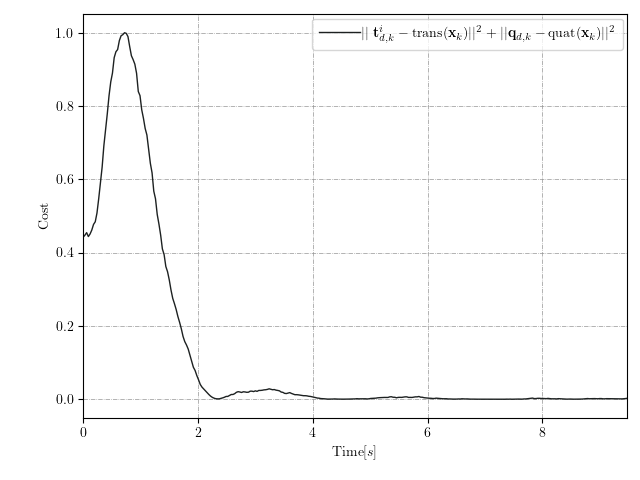 || t^i_{d,k} − trans(x_k)||² + ||q_{d,k} − quat(x_k)||²
1.0
0.8
0.6
Cost
0.4
0.2
0.0
0 2 4 6 8
Time[s]